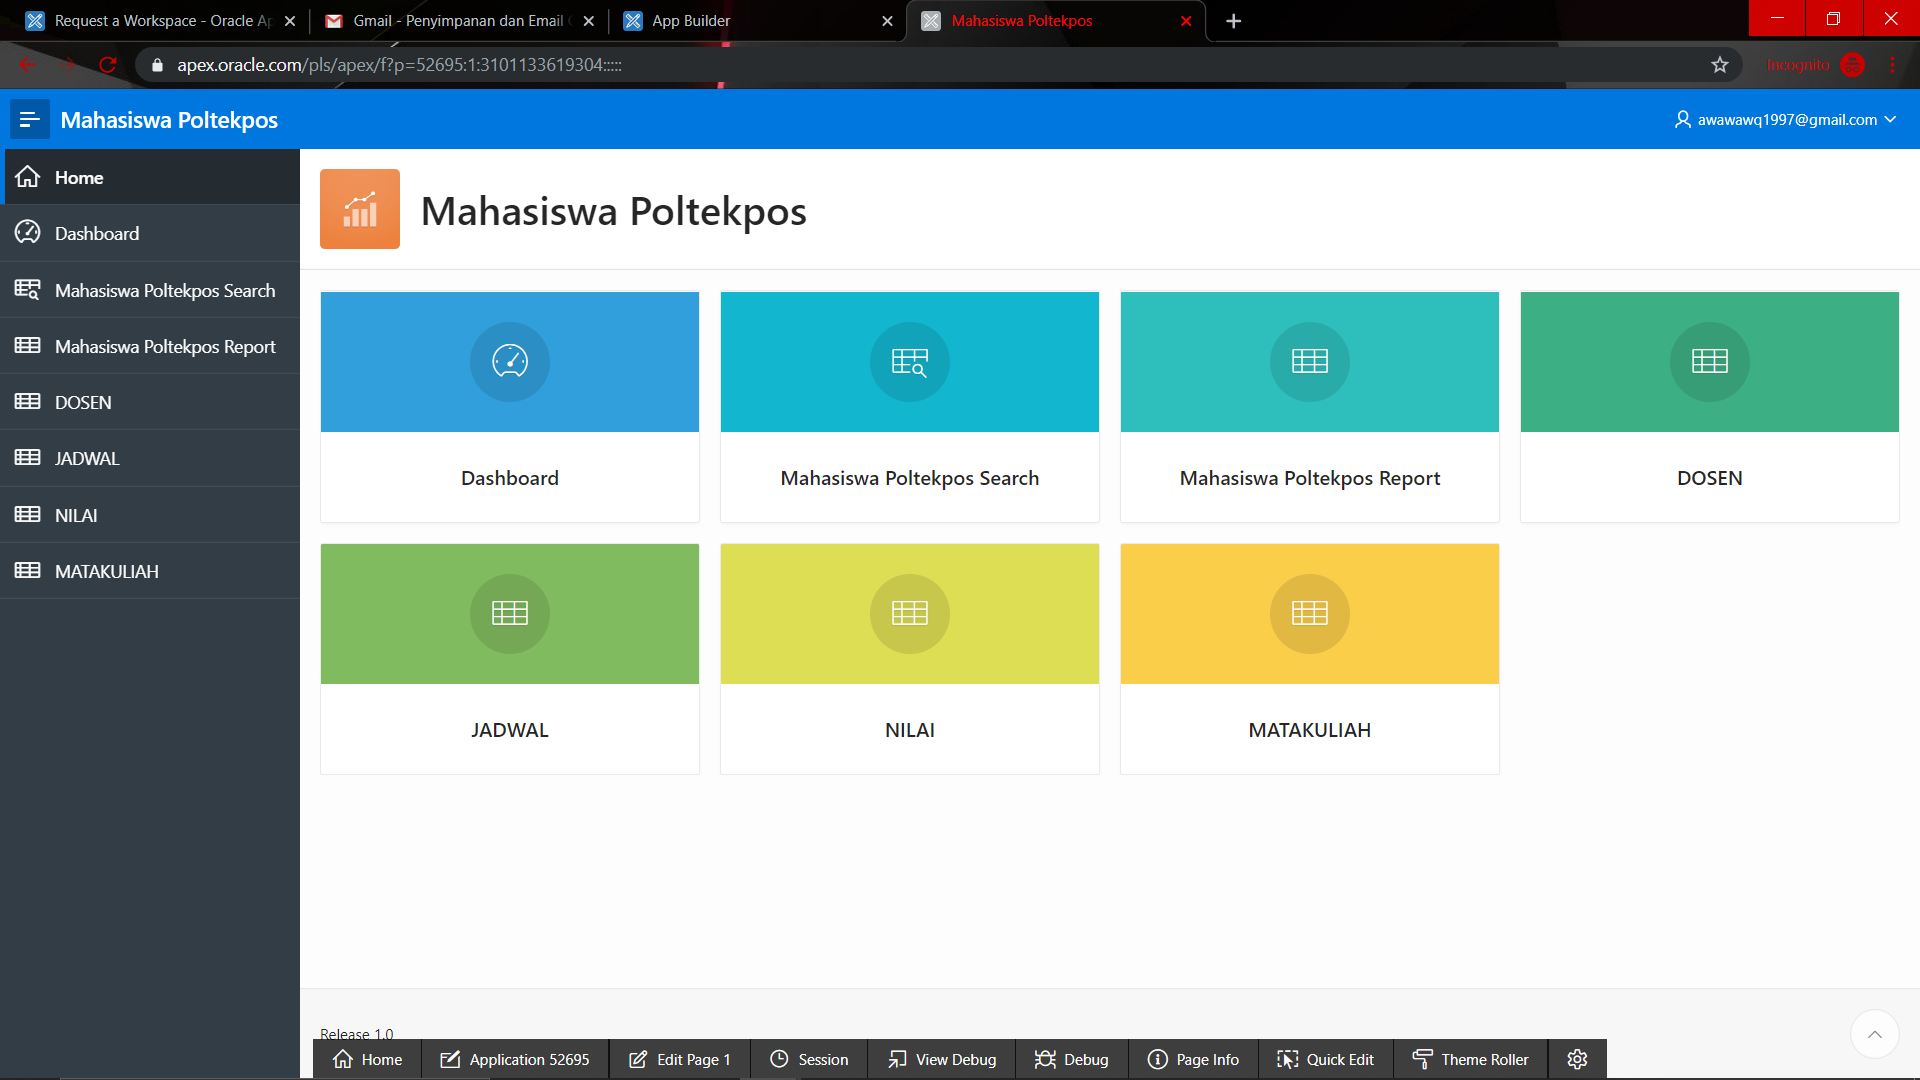 Request a Workspace - Oracle Ap
Gmail - Penyimpanan dan Email
App Builder
Mahasiswa Poltekpos
apex.oracle.com/pls/apex/f?p=52695:1:3101133619304:::::
Incognito
Mahasiswa Poltekpos
awawawq1997@gmail.com
Home
Dashboard
Mahasiswa Poltekpos Search
Mahasiswa Poltekpos Report
DOSEN
JADWAL
NILAI
MATAKULIAH
Mahasiswa Poltekpos
Dashboard
Mahasiswa Poltekpos Search
Mahasiswa Poltekpos Report
DOSEN
JADWAL
NILAI
MATAKULIAH
Release 1.0
Home
Application 52695
Edit Page 1
Session
View Debug
Debug
Page Info
Quick Edit
Theme Roller